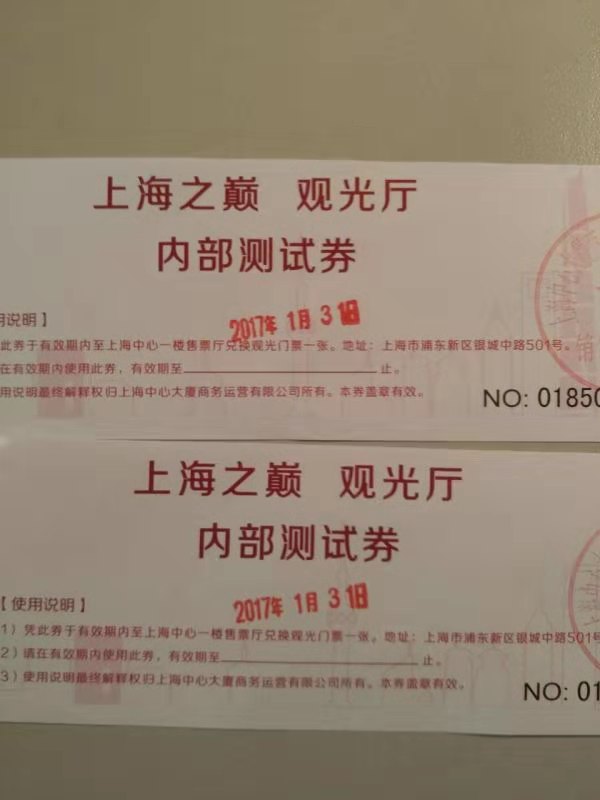 上海之巅 观光厅
内部测试券
用说明】
2017年 1月 31日
此券于有效期内至上海中心一楼售票厅兑换观光门票一张。地址：上海市浦东新区银城中路501号。
在有效期内使用此券，有效期至 止。
用说明最终解释权归上海中心大厦商务运营有限公司所有。本券盖章有效。
销
NO: 01850
上海之巅 观光厅
内部测试券
【使用说明】
2017年 1月 31日
1）凭此券于有效期内至上海中心一楼售票厅兑换观光门票一张。地址：上海市浦东新区银城中路501号
2）请在有效期内使用此券，有效期至 止。
3）使用说明最终解释权归上海中心大厦商务运营有限公司所有。本券盖章有效。
NO: 01